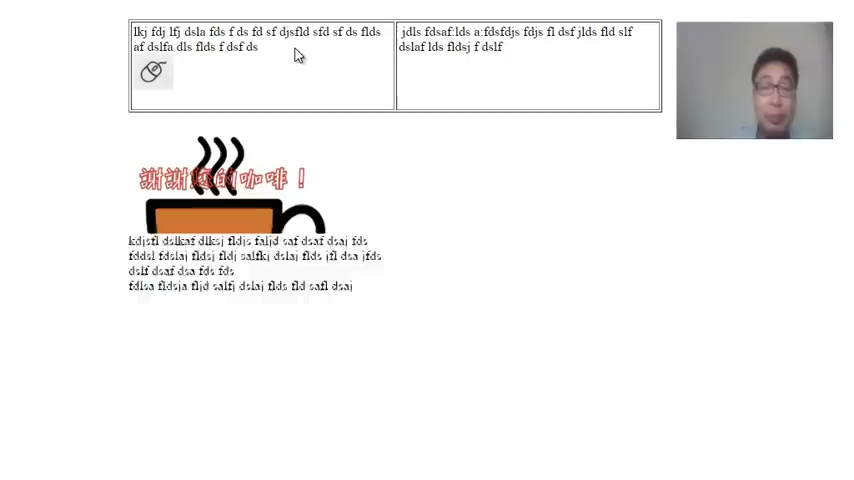 lkj fdj lfj dsla fds f ds fd sf djsfld sfd sf ds flds
af dslfa dls flds f dsf ds
jdls fdsaf;lds a;fdsfdjs fdjs fl dsf jlds fld slf
dslaf lds fldsj f dslf
謝謝您的咖啡！
kdjsfl dslkaf dlksj fldjs faljd saf dsaf dsaj fds
fddsl fdslaj fldsj fldj salfkj dslaj flds jfl dsa jfds
dslf dsaf dsa fds fds
fdlsa fldsja fljd salfj dslaj flds fld safl dsaj